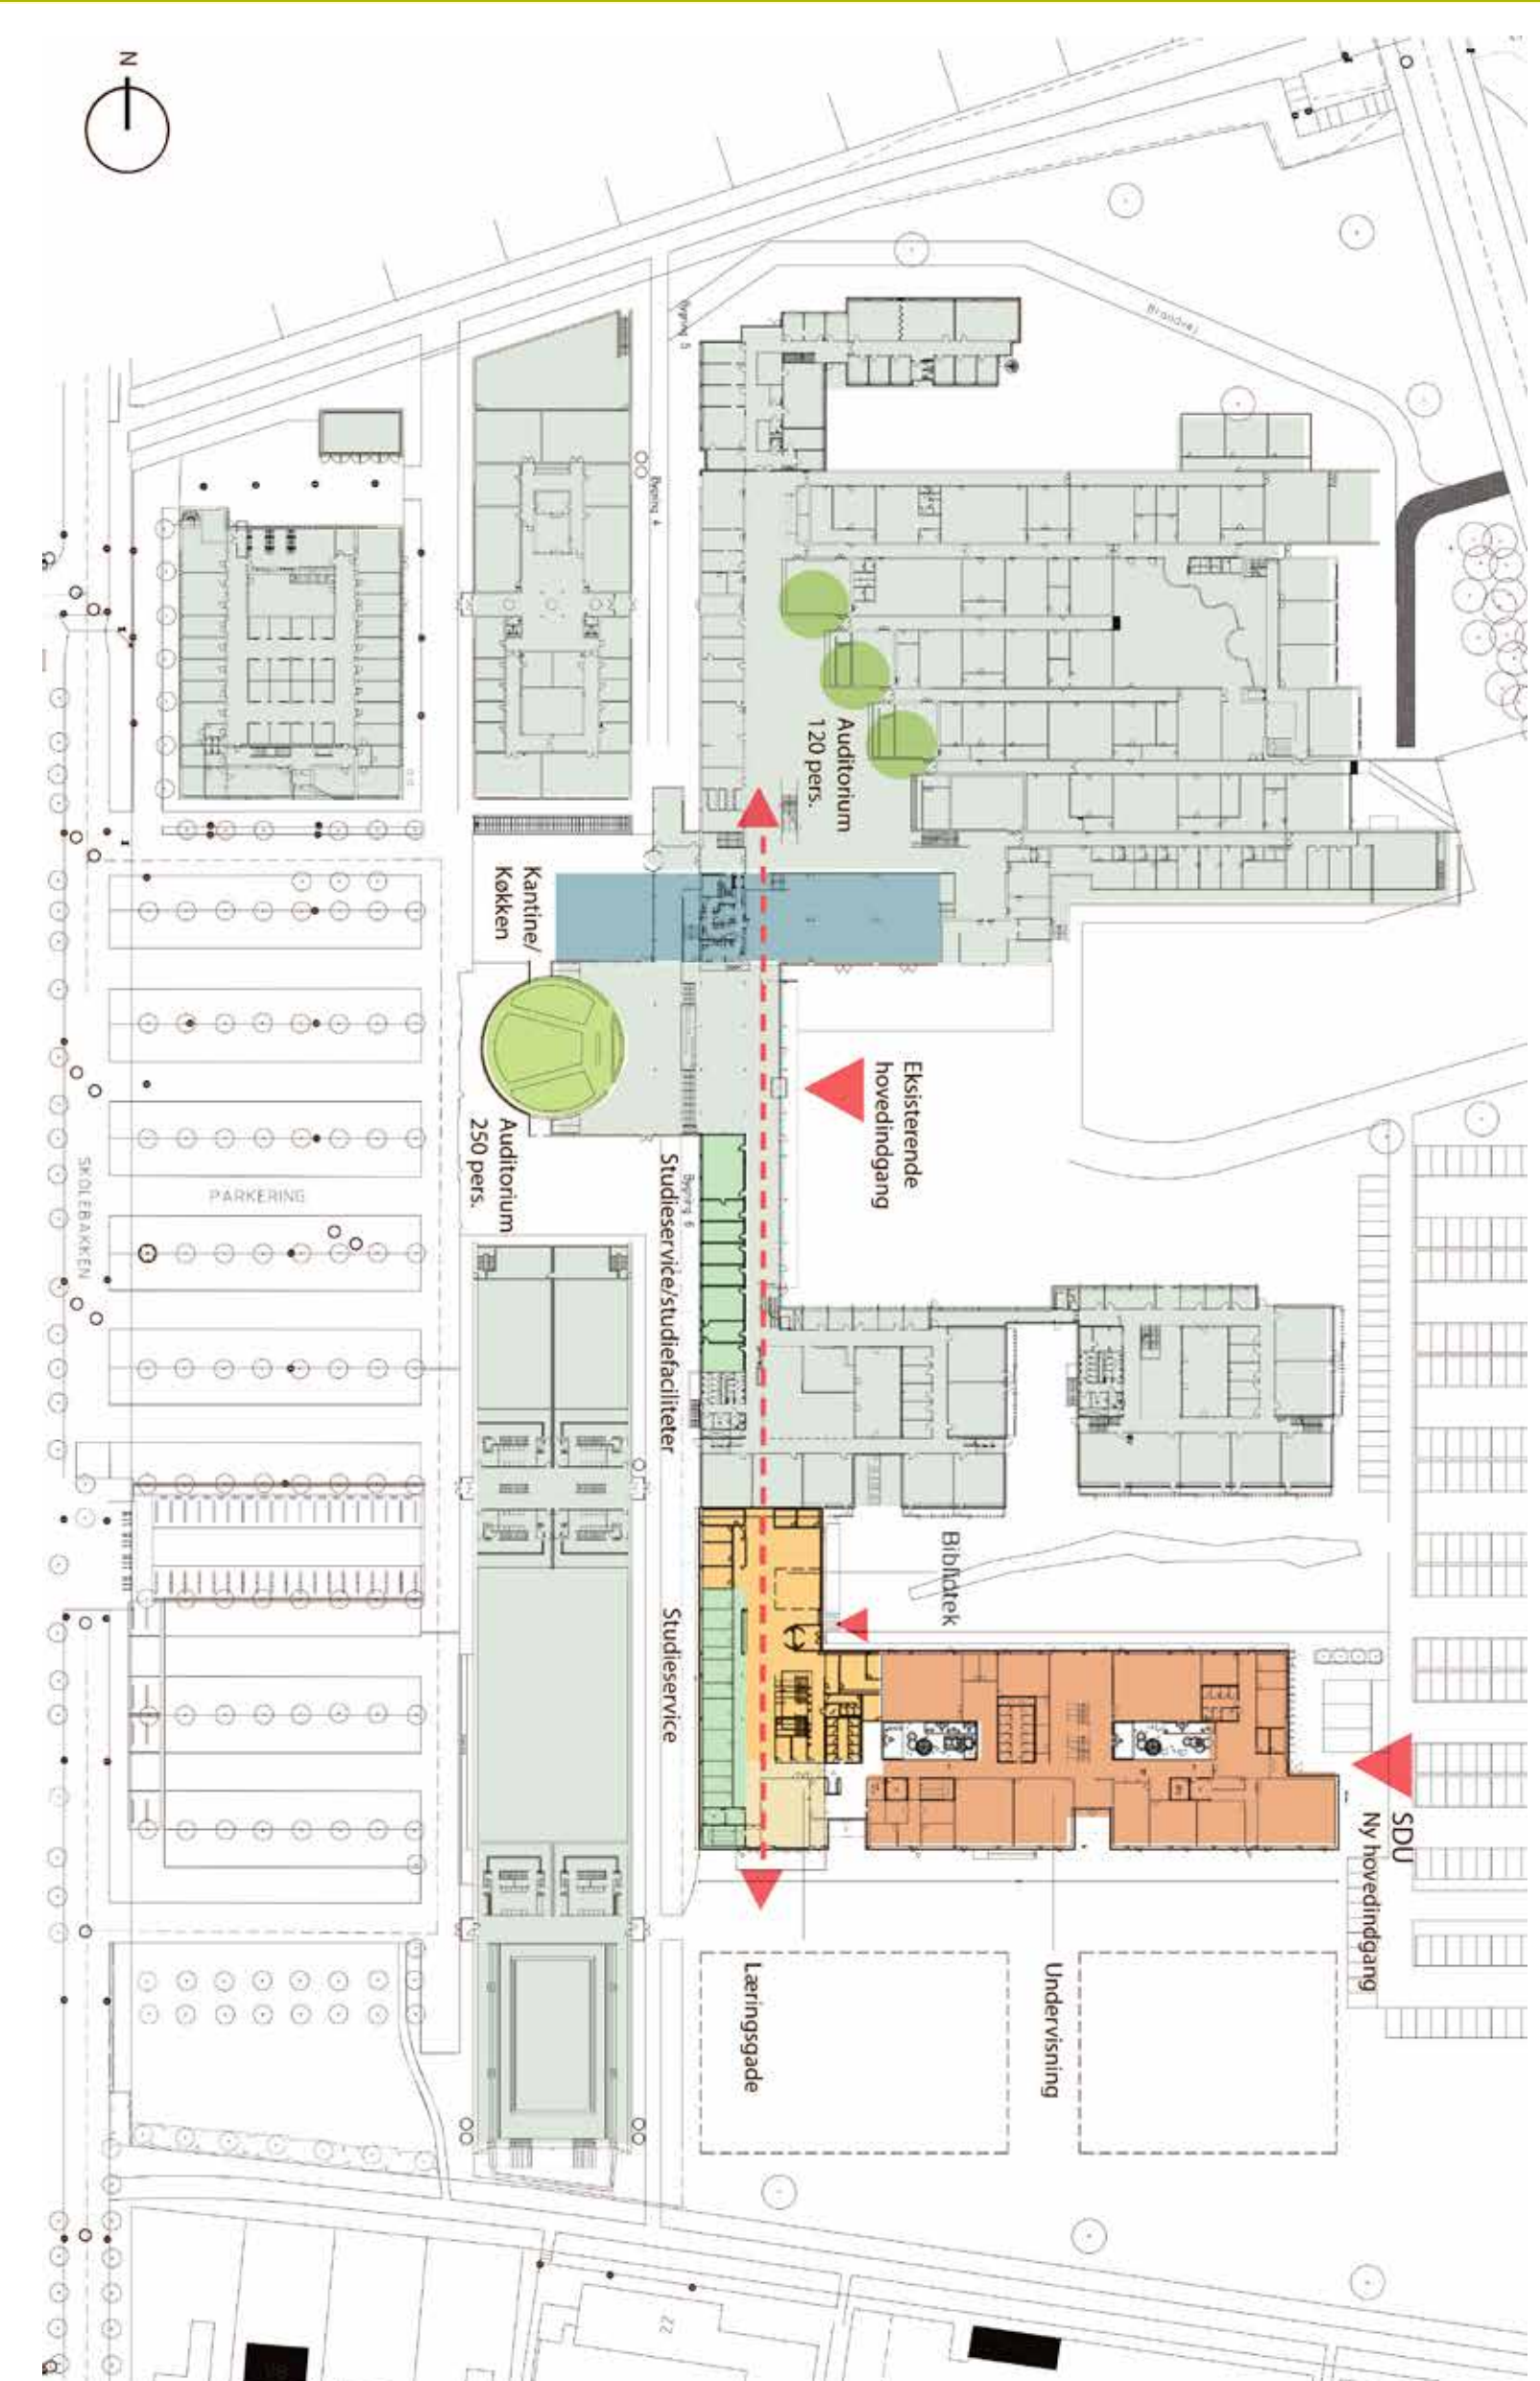 N
Brandvej
Bygning 5
Bygning 4
Auditorium
120 pers.
Kantine/
Køkken
Eksisterende
hovedindgang
Auditorium
250 pers.
SKOLEBAKKEN
PARKERING
Bygning 6
Studieservice/studiefaciliteter
Bibliotek
Studieservice
SDU
Ny hovedindgang
Læringsgade
Undervisning
22